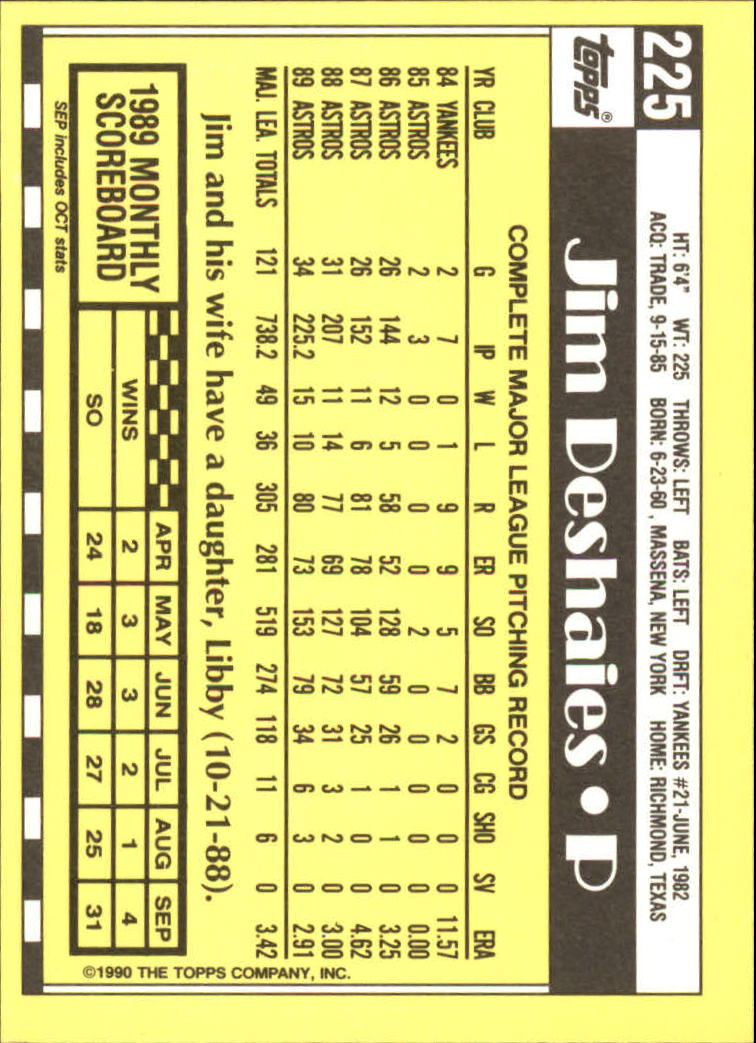 225
topps®
HT: 6'4" WT: 225 THROWS: LEFT BATS: LEFT DRFT: YANKEES #21-JUNE, 1982
ACQ: TRADE, 9-15-85 BORN: 6-23-60, MASSENA, NEW YORK HOME: RICHMOND, TEXAS
Jim Deshaies • P
COMPLETE MAJOR LEAGUE PITCHING RECORD
YR CLUB G IP W L R ER SO BB GS CG SHO SV ERA
84 YANKEES 2 7 0 1 9 9 5 7 2 0 0 0 11.57
85 ASTROS 2 3 0 0 0 0 2 0 0 0 0 0 0.00
86 ASTROS 26 144 12 5 58 52 128 59 26 1 1 0 3.25
87 ASTROS 26 152 11 6 81 78 104 57 25 1 0 0 4.62
88 ASTROS 31 207 11 14 77 69 127 72 31 3 2 0 3.00
89 ASTROS 34 225.2 15 10 80 73 153 79 34 6 3 0 2.91
MAJ. LEA. TOTALS 121 738.2 49 36 305 281 519 274 118 11 6 0 3.42
Jim and his wife have a daughter, Libby (10-21-88).
1989 MONTHLY
SCOREBOARD
APR MAY JUN JUL AUG SEP
WINS 2 3 3 2 1 4
SO 24 18 28 27 25 31
SEP includes OCT stats
©1990 THE TOPPS COMPANY, INC.